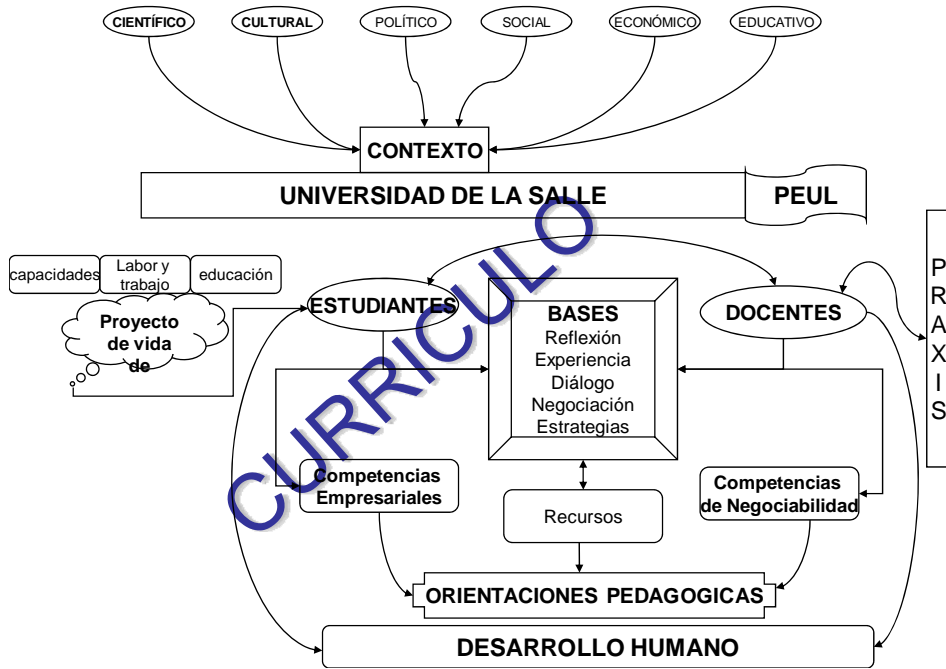 CIENTÍFICO
CULTURAL
POLÍTICO
SOCIAL
ECONÓMICO
EDUCATIVO
CONTEXTO
UNIVERSIDAD DE LA SALLE
PEUL
CURRICULO
capacidades
Labor y
trabajo
educación
Proyecto
de vida
de
ESTUDIANTES
BASES
Reflexión
Experiencia
Diálogo
Negociación
Estrategias
DOCENTES
P
R
A
X
I
S
Competencias
Empresariales
Recursos
Competencias
de Negociabilidad
ORIENTACIONES PEDAGOGICAS
DESARROLLO HUMANO